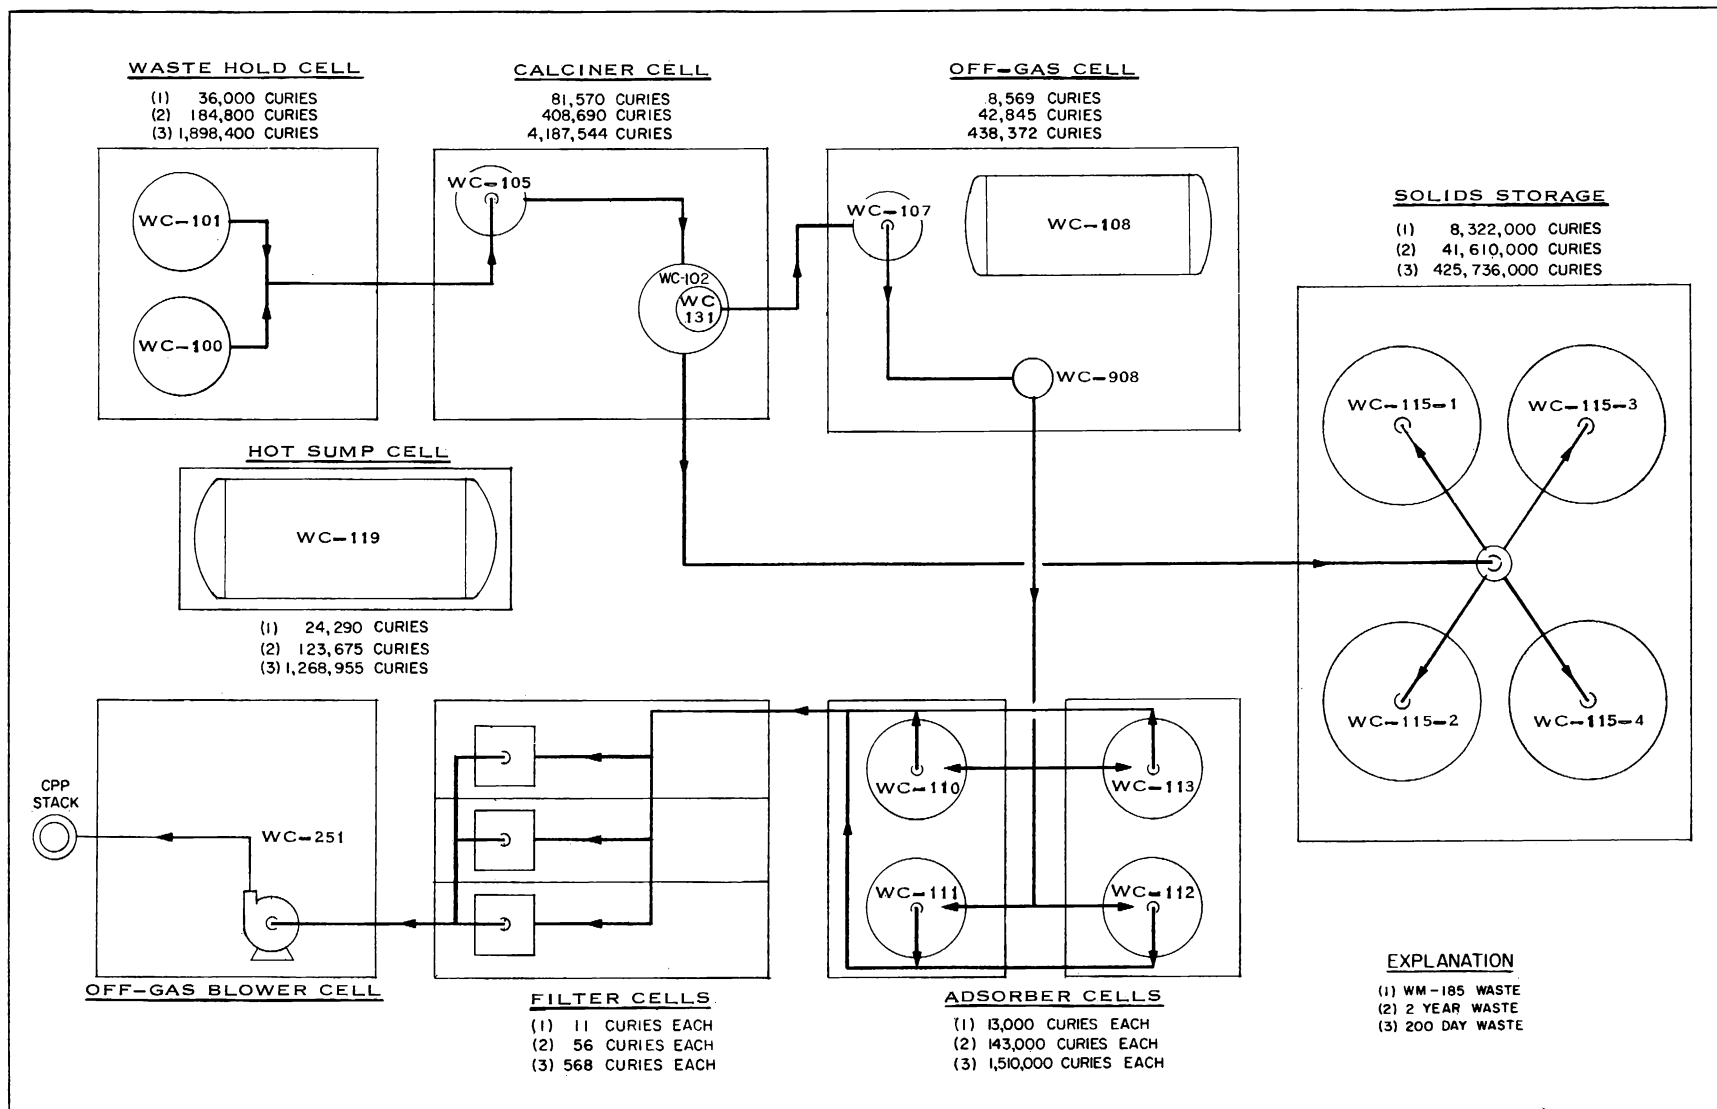 WASTE HOLD CELL
(1) 36,000 CURIES
(2) 184,800 CURIES
(3) 1,898,400 CURIES
WC-101
WC-100
CALCINER CELL
81,570 CURIES
408,690 CURIES
4,187,544 CURIES
WC-105
WC-102
WC
131
OFF-GAS CELL
8,569 CURIES
42,845 CURIES
438,372 CURIES
WC-107
WC-108
WC-908
SOLIDS STORAGE
(1) 8,322,000 CURIES
(2) 41,610,000 CURIES
(3) 425,736,000 CURIES
WC-115-1
WC-115-3
WC-115-2
WC-115-4
HOT SUMP CELL
WC-119
(1) 24,290 CURIES
(2) 123,675 CURIES
(3) 1,268,955 CURIES
CPP
STACK
WC-251
OFF-GAS BLOWER CELL
FILTER CELLS
(1) 11 CURIES EACH
(2) 56 CURIES EACH
(3) 568 CURIES EACH
WC-110
WC-113
WC-111
WC-112
ADSORBER CELLS
(1) 13,000 CURIES EACH
(2) 143,000 CURIES EACH
(3) 1,510,000 CURIES EACH
EXPLANATION
(1) WM-185 WASTE
(2) 2 YEAR WASTE
(3) 200 DAY WASTE